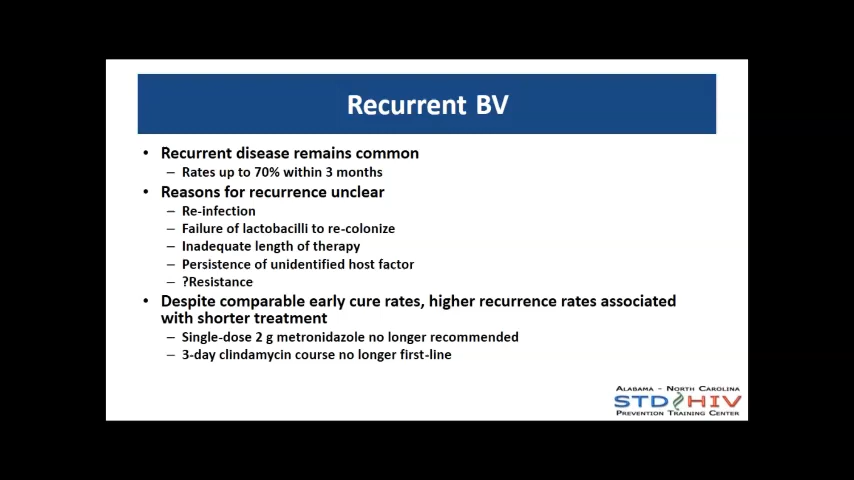 Recurrent BV
• Recurrent disease remains common
– Rates up to 70% within 3 months
• Reasons for recurrence unclear
– Re-infection
– Failure of lactobacilli to re-colonize
– Inadequate length of therapy
– Persistence of unidentified host factor
– ?Resistance
• Despite comparable early cure rates, higher recurrence rates associated
with shorter treatment
– Single-dose 2 g metronidazole no longer recommended
– 3-day clindamycin course no longer first-line
ALABAMA – NORTH CAROLINA
STD HIV
PREVENTION TRAINING CENTER